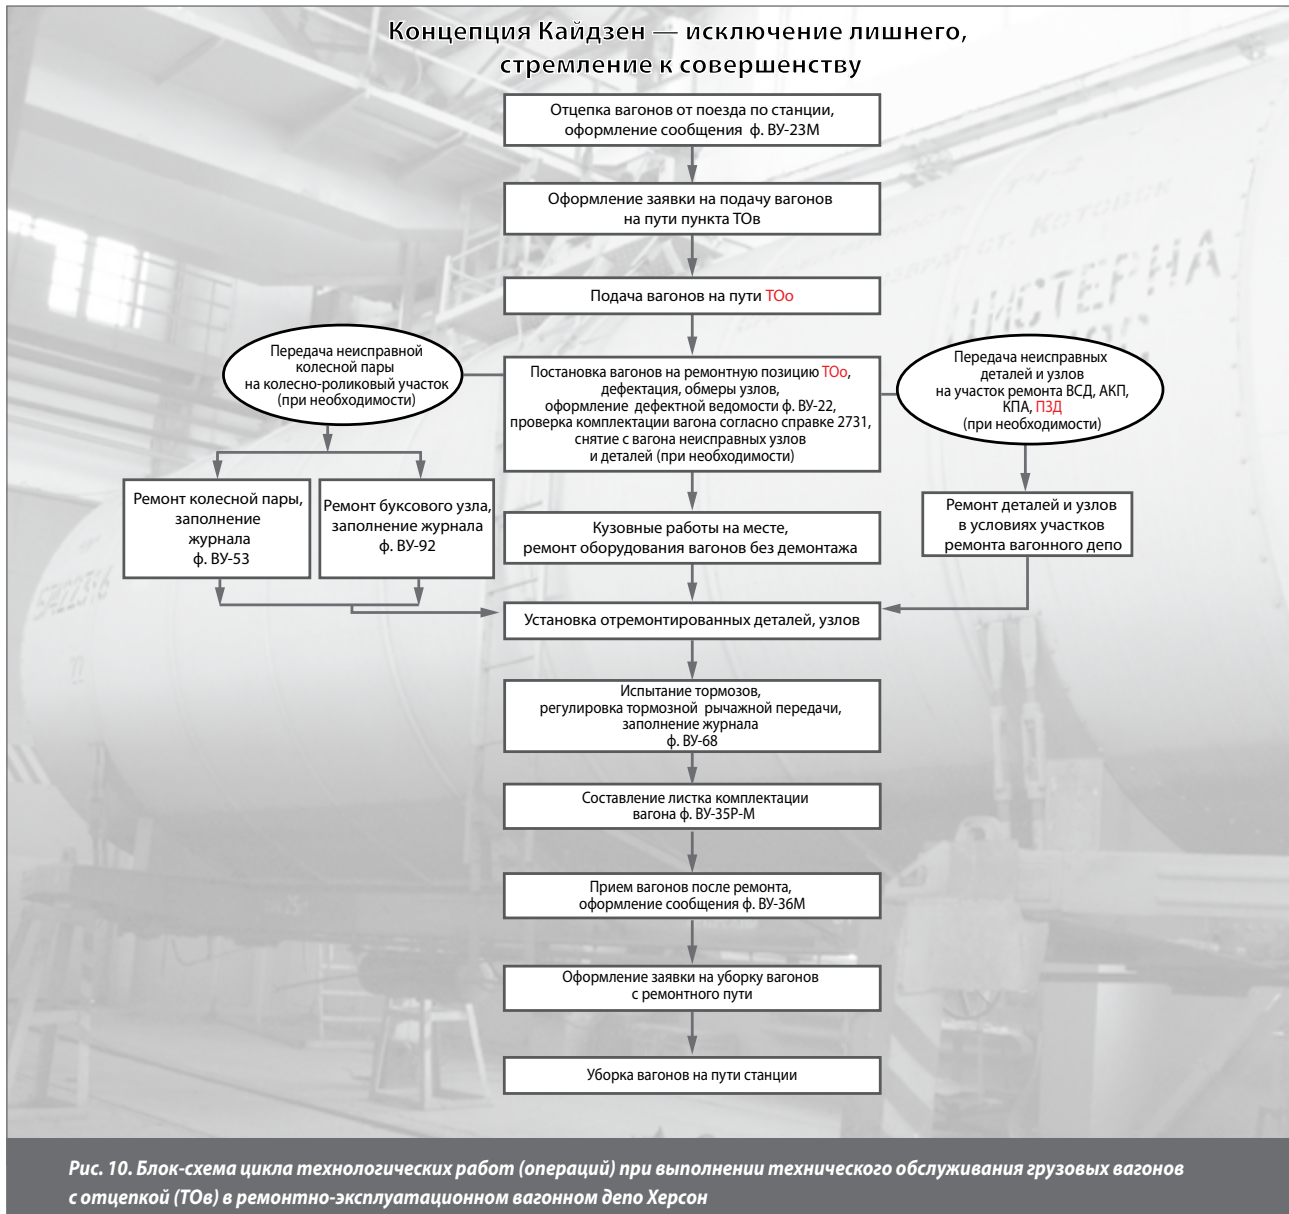 Концепция Кайдзен — исключение лишнего,
стремление к совершенству
Отцепка вагонов от поезда по станции,
оформление сообщения ф. ВУ-23М
Оформление заявки на подачу вагонов
на пути пункта ТОв
Подача вагонов на пути ТОо
Передача неисправной
колесной пары
на колесно-роликовый участок
(при необходимости)
Постановка вагонов на ремонтную позицию ТОо,
дефектация, обмеры узлов,
оформление дефектной ведомости ф. ВУ-22,
проверка комплектации вагона согласно справке 2731,
снятие с вагона неисправных узлов
и деталей (при необходимости)
Передача неисправных
деталей и узлов
на участок ремонта ВСД, АКП,
КПА, ПЗД
(при необходимости)
Ремонт колесной пары,
заполнение
журнала
ф. ВУ-53
Ремонт буксового узла,
заполнение журнала
ф. ВУ-92
Кузовные работы на месте,
ремонт оборудования вагонов без демонтажа
Ремонт деталей и узлов
в условиях участков
ремонта вагонного депо
Установка отремонтированных деталей, узлов
Испытание тормозов,
регулировка тормозной рычажной передачи,
заполнение журнала
ф. ВУ-68
Составление листка комплектации
вагона ф. ВУ-35Р-М
Прием вагонов после ремонта,
оформление сообщения ф. ВУ-36М
Оформление заявки на уборку вагонов
с ремонтного пути
Уборка вагонов на пути станции
ЦИСТЕРНА
Рис. 10. Блок-схема цикла технологических работ (операций) при выполнении технического обслуживания грузовых вагонов
с отцепкой (ТОв) в ремонтно-эксплуатационном вагонном депо Херсон